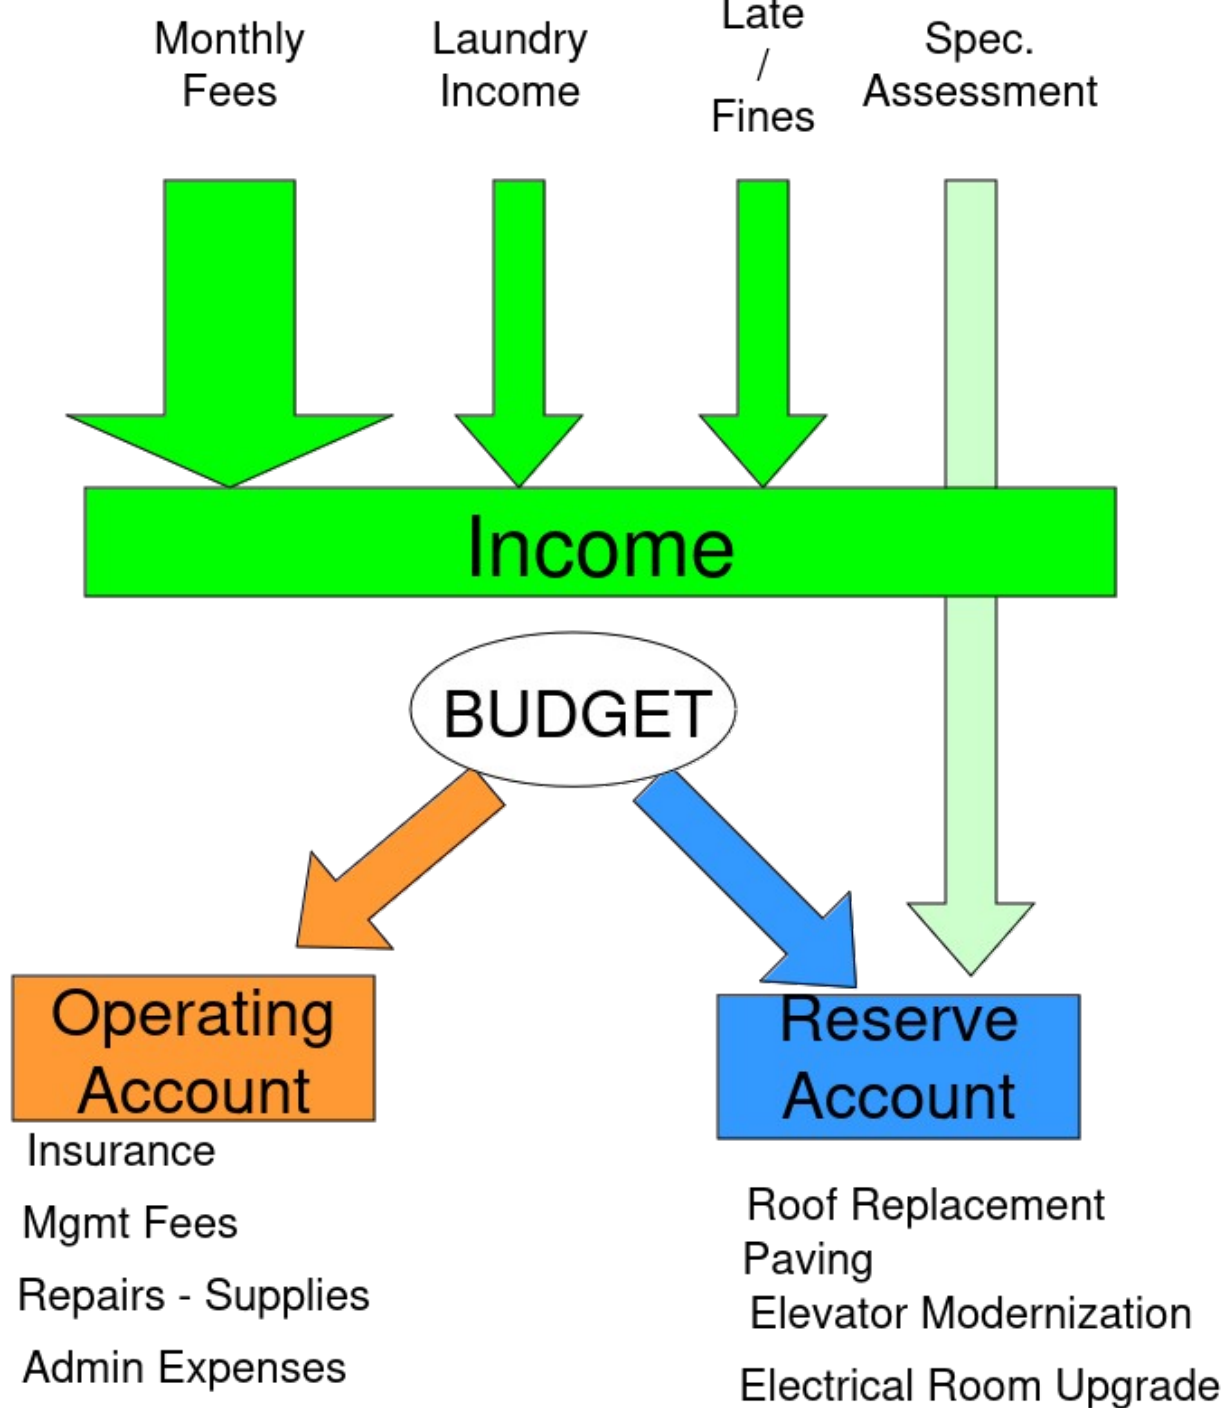 Monthly
Fees
Laundry
Income
Late
/
Fines
Spec.
Assessment
Income
BUDGET
Operating
Account
Insurance
Mgmt Fees
Repairs - Supplies
Admin Expenses
Reserve
Account
Roof Replacement
Paving
Elevator Modernization
Electrical Room Upgrade